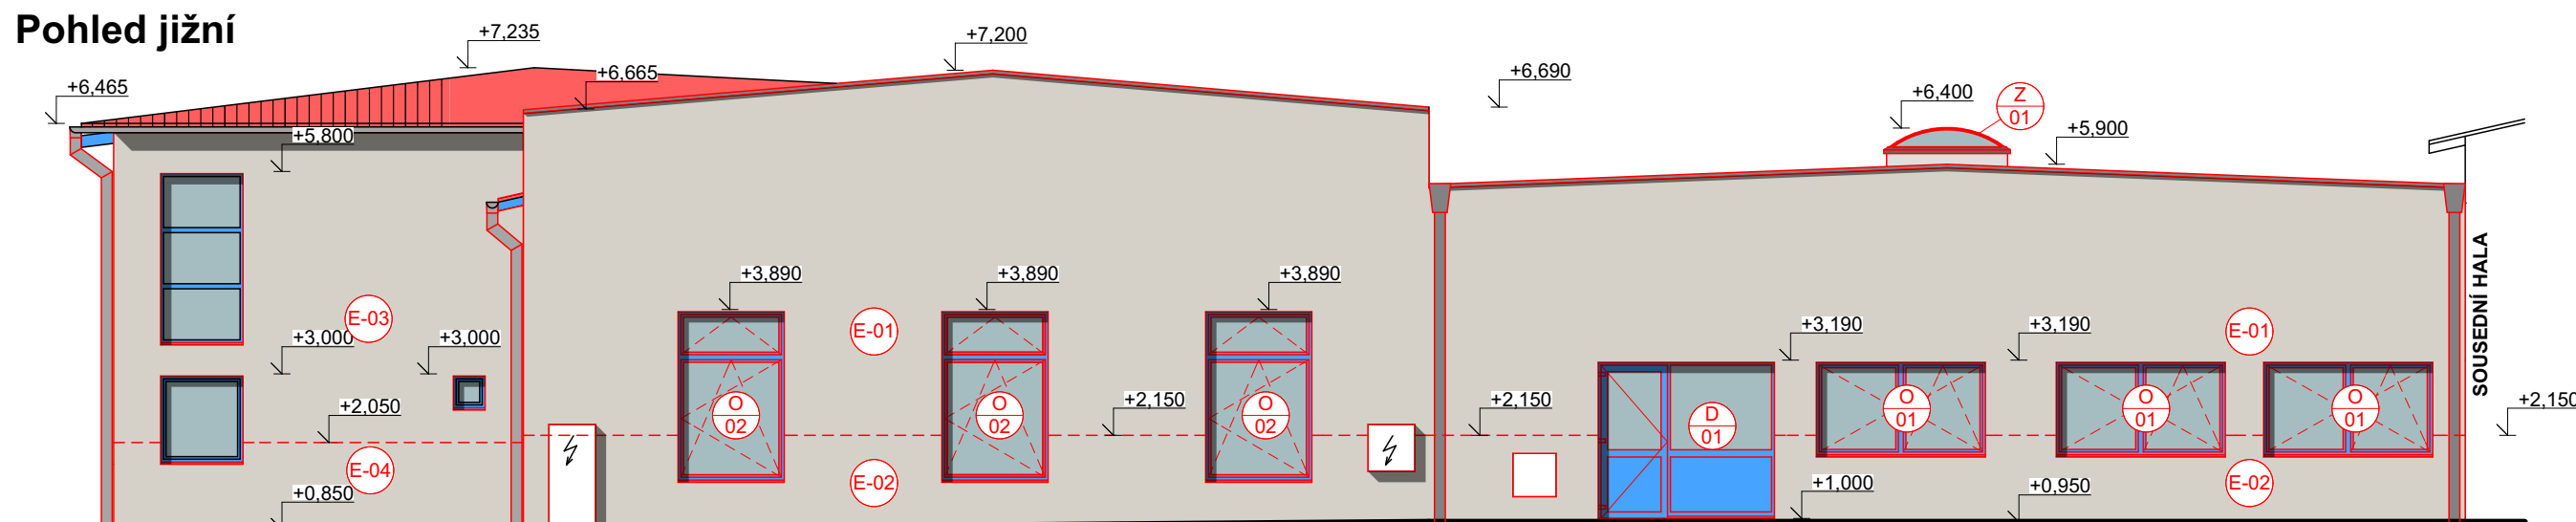 Pohled jižní
+7,235
+7,200
+6,665
+6,690
+6,465
+6,400
Z
01
+5,900
+5,800
SOUSEDNÍ HALA
+3,890
+3,890
+3,890
E-03
E-01
+3,190
+3,190
E-01
+3,000
+3,000
+2,050
O
02
O
02
+2,150
O
02
+2,150
D
01
O
01
O
01
O
01
+2,150
E-04
E-02
E-02
+0,850
+1,000
+0,950